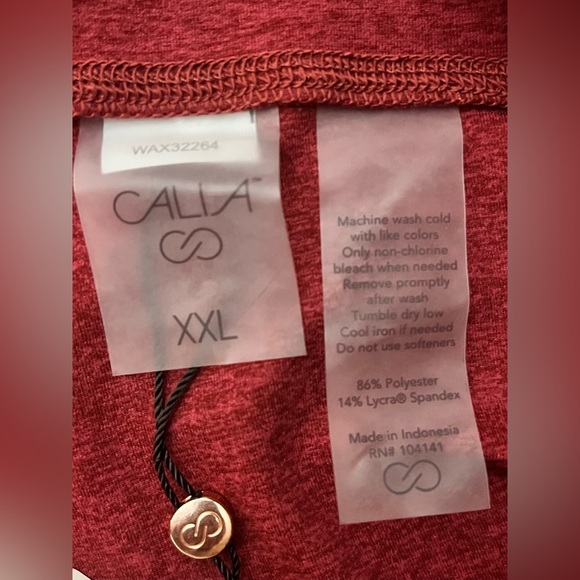 WAX32264
CALIA™
XXL
Machine wash cold
with like colors
Only non-chlorine
bleach when needed
Remove promptly
after wash
Tumble dry low
Cool iron if needed
Do not use softeners
86% Polyester
14% Lycra® Spandex
Made in Indonesia
RN# 104141